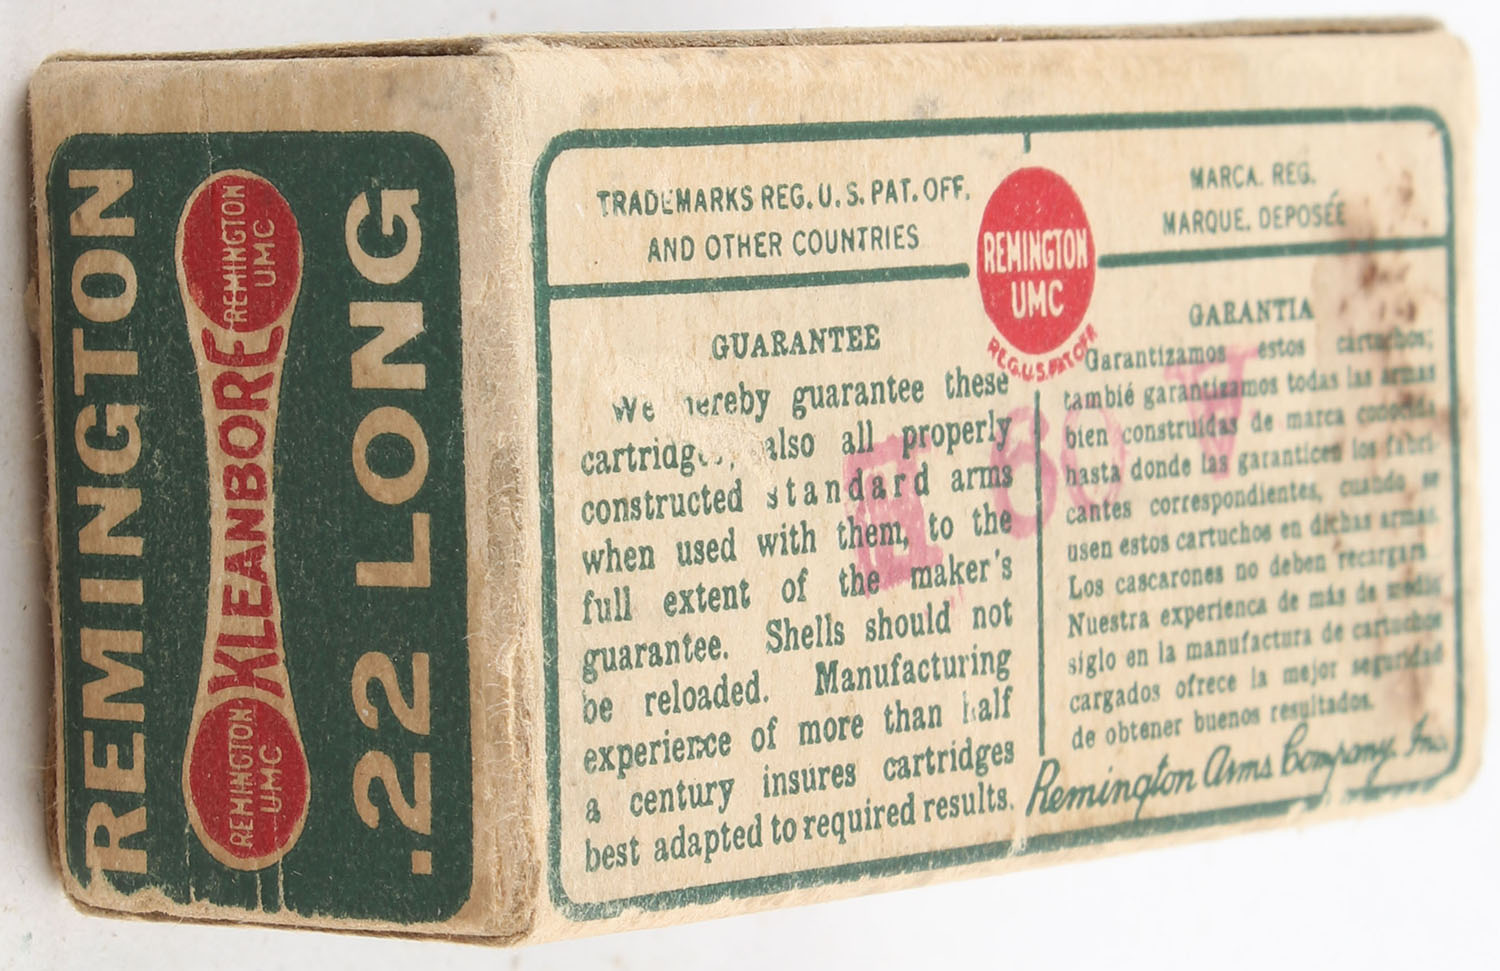 REMINGTON
REMINGTON
UMC
KLEANBORE
REMINGTON
UMC
.22 LONG
TRADEMARKS REG. U. S. PAT. OFF.
AND OTHER COUNTRIES
REMINGTON
UMC
REG. U.S. PAT. OFF.
MARCA. REG.
MARQUE. DEPOSÉE
GUARANTEE
We hereby guarantee these
cartridges, also all properly
constructed standard arms
when used with them, to the
full extent of the maker's
guarantee. Shells should not
be reloaded. Manufacturing
experience of more than half
a century insures cartridges
best adapted to required results.
GARANTIA
Garantizamos estos cartuchos;
tambié garantizamos todas las armas
bien construidas de marca conocida
hasta donde las garanticen los fabri-
cantes correspondientes, cuando se
usen estos cartuchos en dichas armas.
Los cascarones no deben recargars
Nuestra experienca de más de medio
siglo en la manufactura de cartuchos
cargados ofrece la mejor seguridad
de obtener buenos resultados.
Remington Arms Company. Inc.
60 V